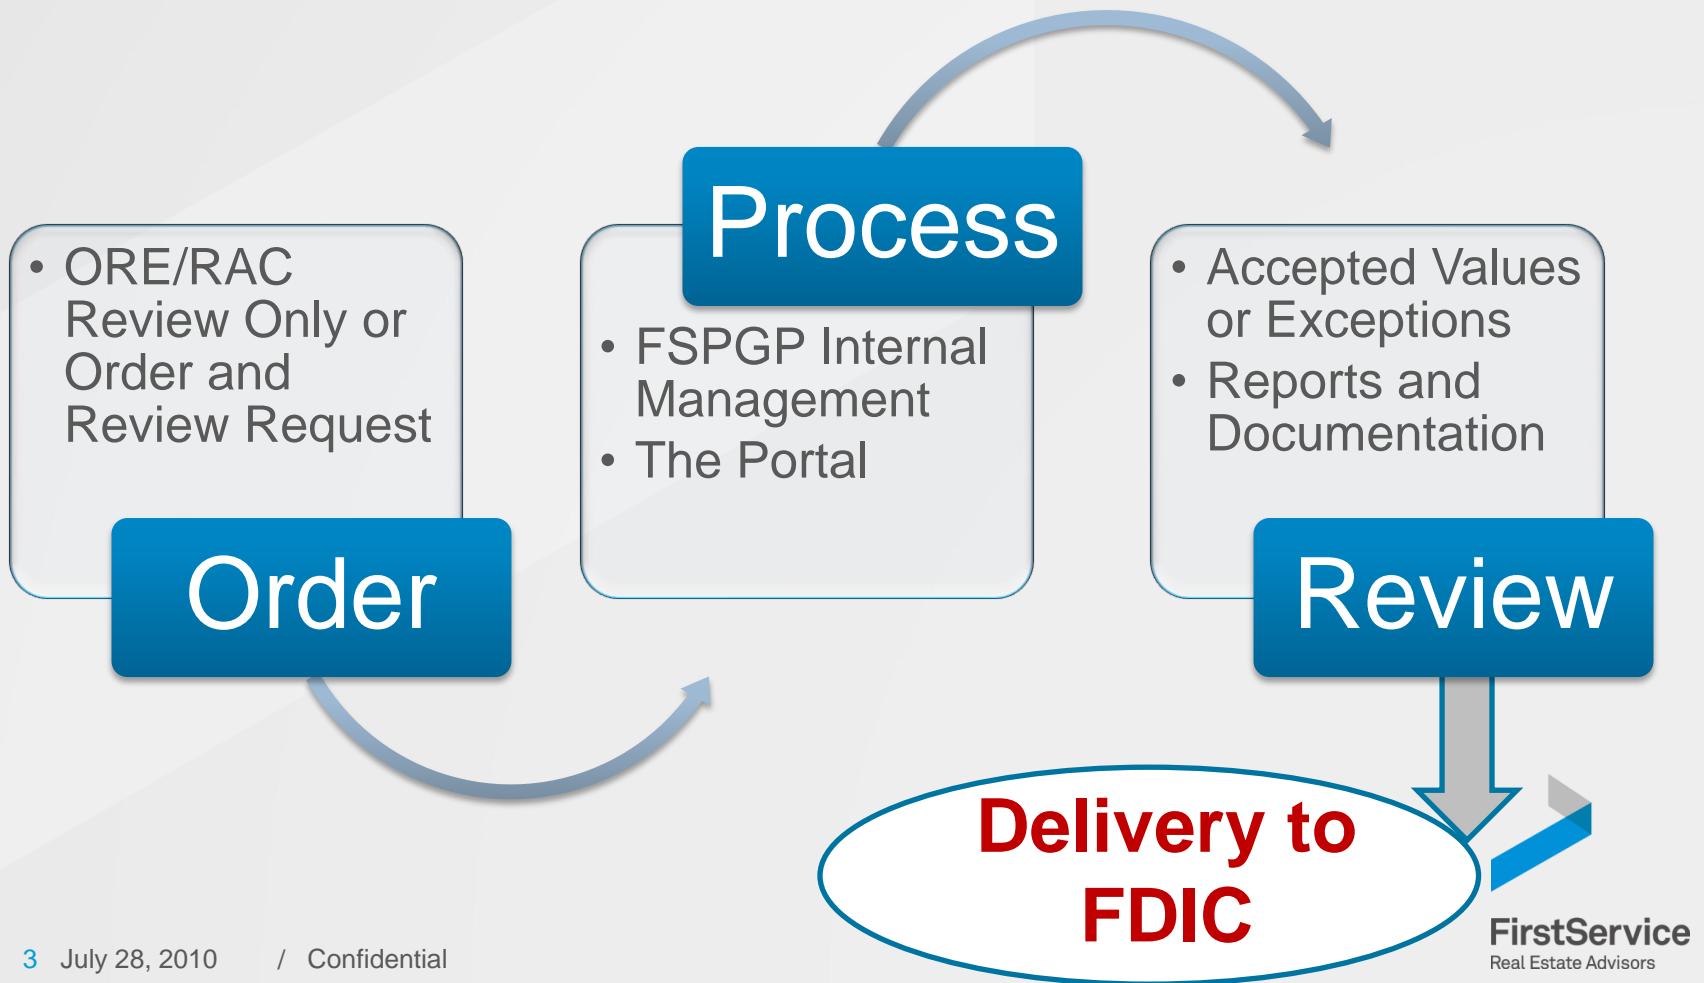 • ORE/RAC
Review Only or
Order and
Review Request
Order
Process
• FSPGP Internal
Management
• The Portal
• Accepted Values
or Exceptions
• Reports and
Documentation
Review
Delivery to
FDIC
3 July 28, 2010 / Confidential
FirstService
Real Estate Advisors